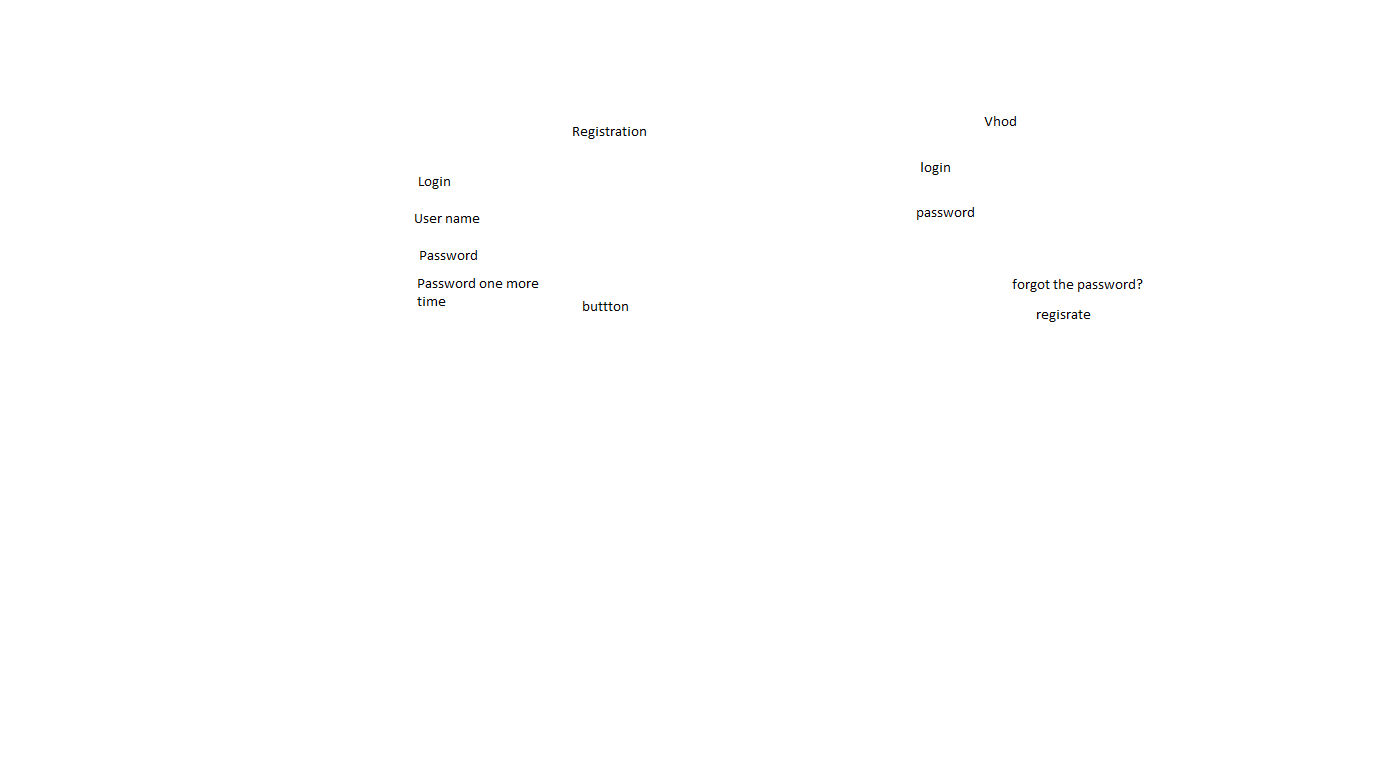 Registration
Login
User name
Password
Password one more
time
buttton
Vhod
login
password
forgot the password?
regisrate